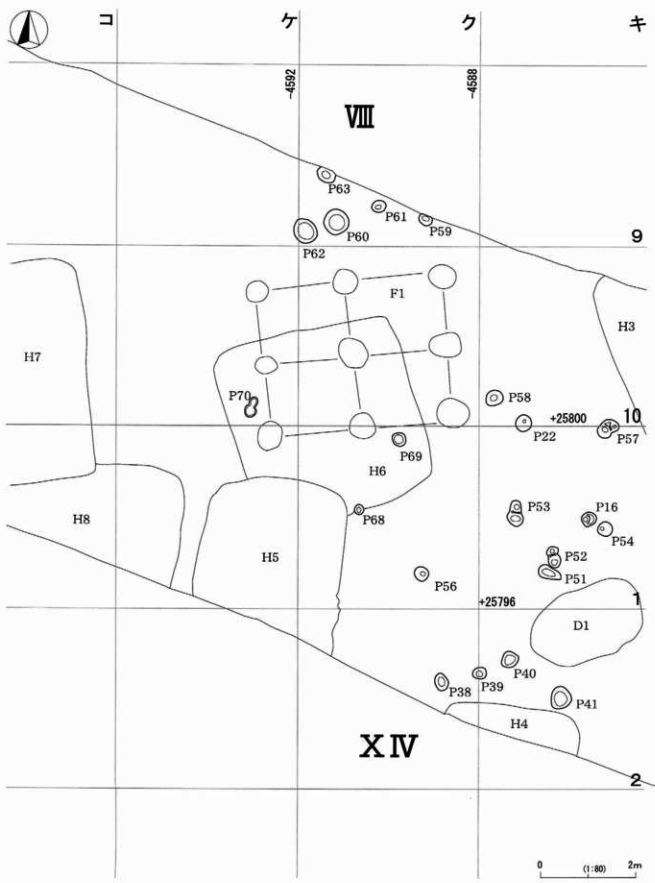 コ ケ ク キ
-4592
-4588
VIII
P63
P61
P59
P60
P62
9
F1
H3
H7
P70
P58
+25800
10
P22
P57
P69
H6
P53
P16
P68
P54
H8
P52
H5
P51
P56
+25796
1
D1
P40
P39
P38
P41
H4
XIV
2
0 (1:80) 2m